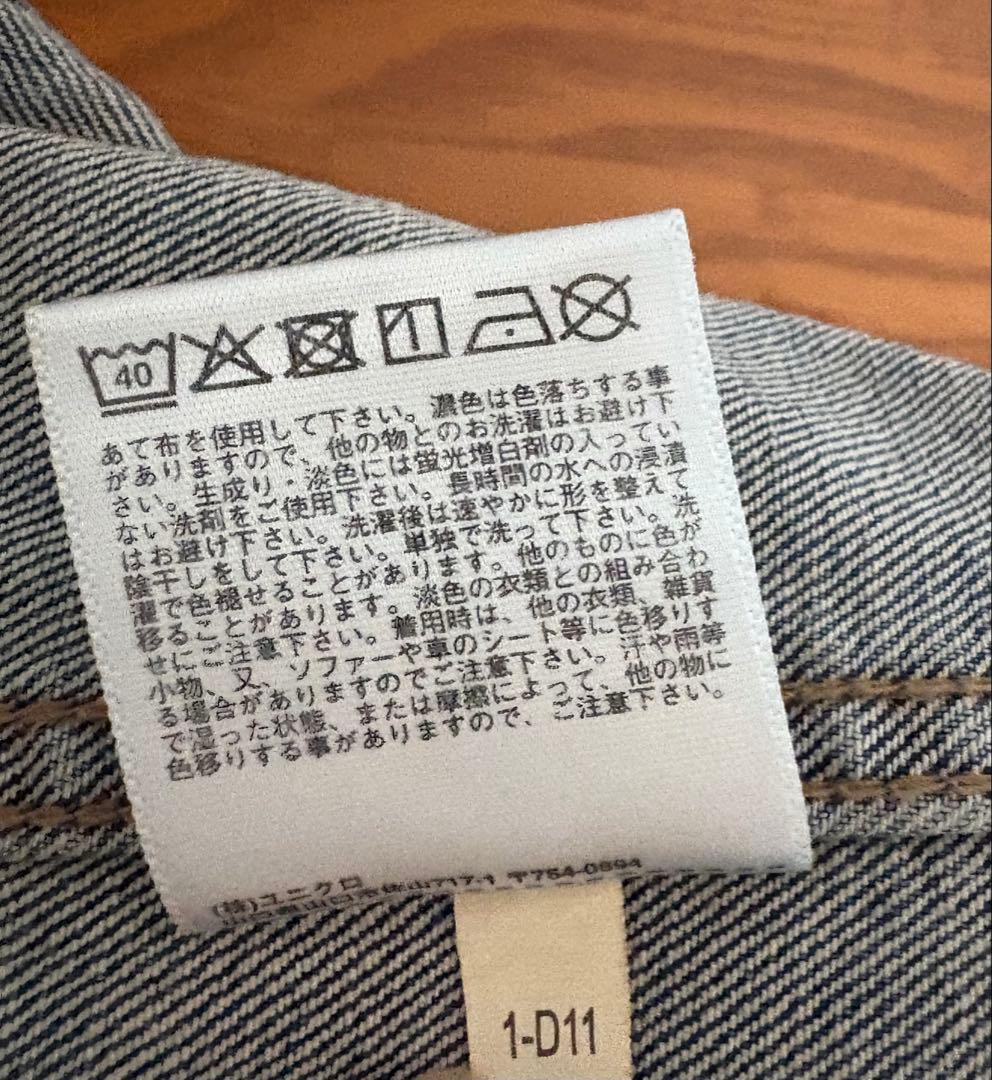 40
あて布を使用して下さい。濃色は色落ちする事
がありますので、他の物とのお洗濯はお避け下
さい。生成り・淡色には蛍光増白剤の入ってい
ない洗剤をご使用下さい。長時間の水への浸漬
はお避け下さい。洗濯後は速やかに形を整えて
陰干しをして下さい。単独で洗って下さい。洗
濯で色褪せることがあります。他のものに色が
移ることがあります。淡色の衣類との組み合わ
せにご注意下さい。着用時は、他の衣類、雑貨
小物、又、ソファーや車のシート等に色移りす
る場合がありますのでご注意下さい。汗や雨等
で湿った状態、または摩擦によって、他の物に
色移りする事がありますので、ご注意下さい。
(株)ユニクロ
山717-1 〒754-0894
1-D11